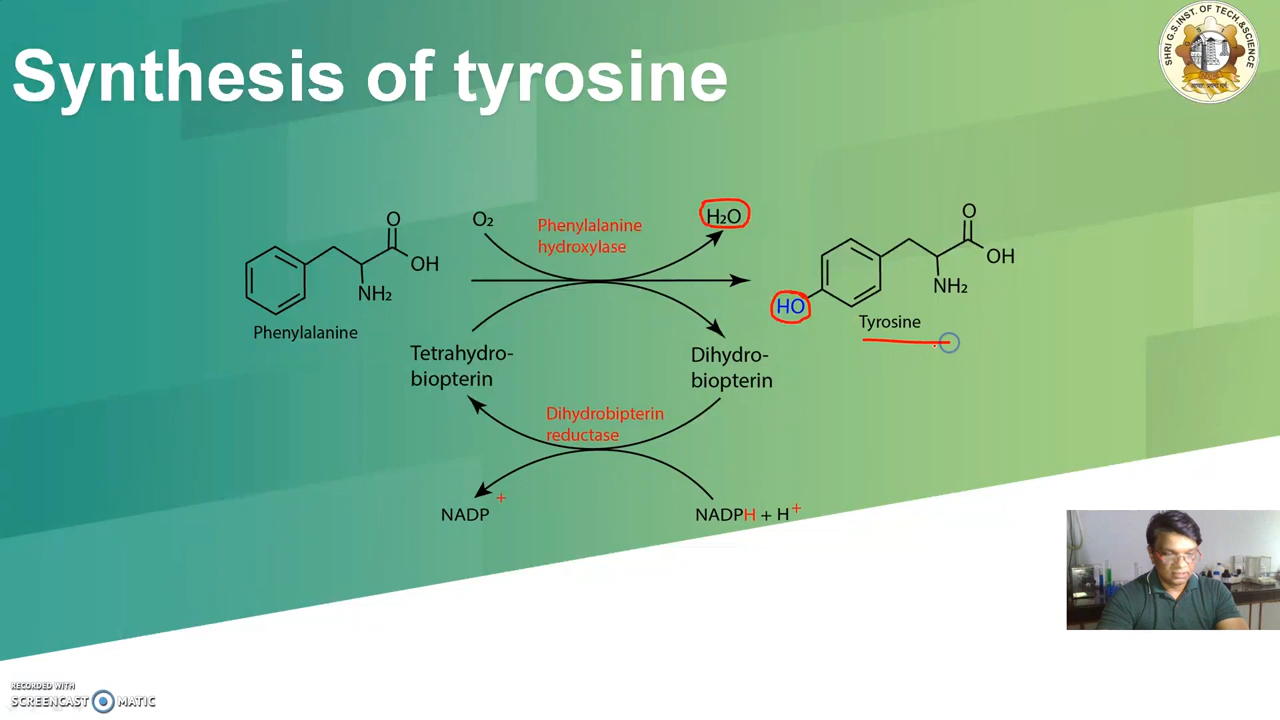 Synthesis of tyrosine
SHRI G.S.INST. OF TECH.&SCIENCE
O₂
Phenylalanine
hydroxylase
H₂O
O
OH
NH₂
Phenylalanine
O
OH
NH₂
HO
Tyrosine
Tetrahydro-
biopterin
Dihydro-
biopterin
Dihydrobipterin
reductase
NADP+
NADPH + H+
RECORDED WITH
SCREENCAST MATIC